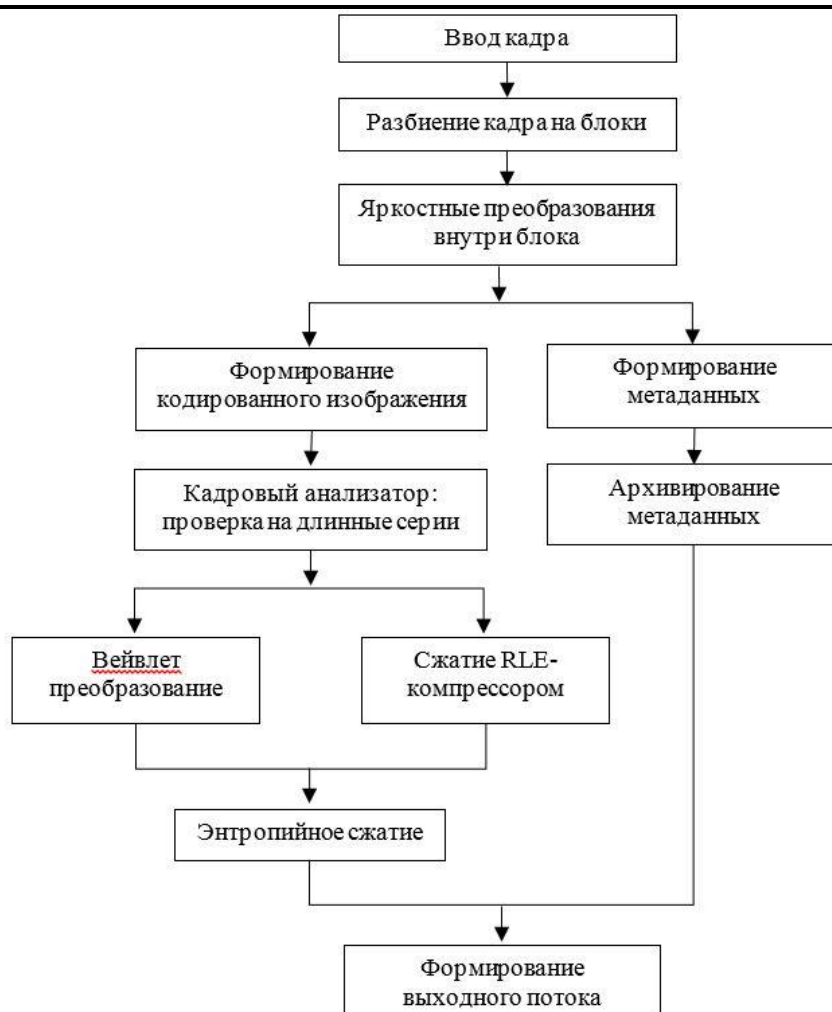 Ввод кадра
Разбиение кадра на блоки
Яркостные преобразования
внутри блока
Формирование
кодированного изображения
Формирование
метаданных
Кадровый анализатор:
проверка на длинные серии
Архивирование
метаданных
Вейвлет
преобразование
Сжатие RLE-
компрессором
Энтропийное сжатие
Формирование
выходного потока